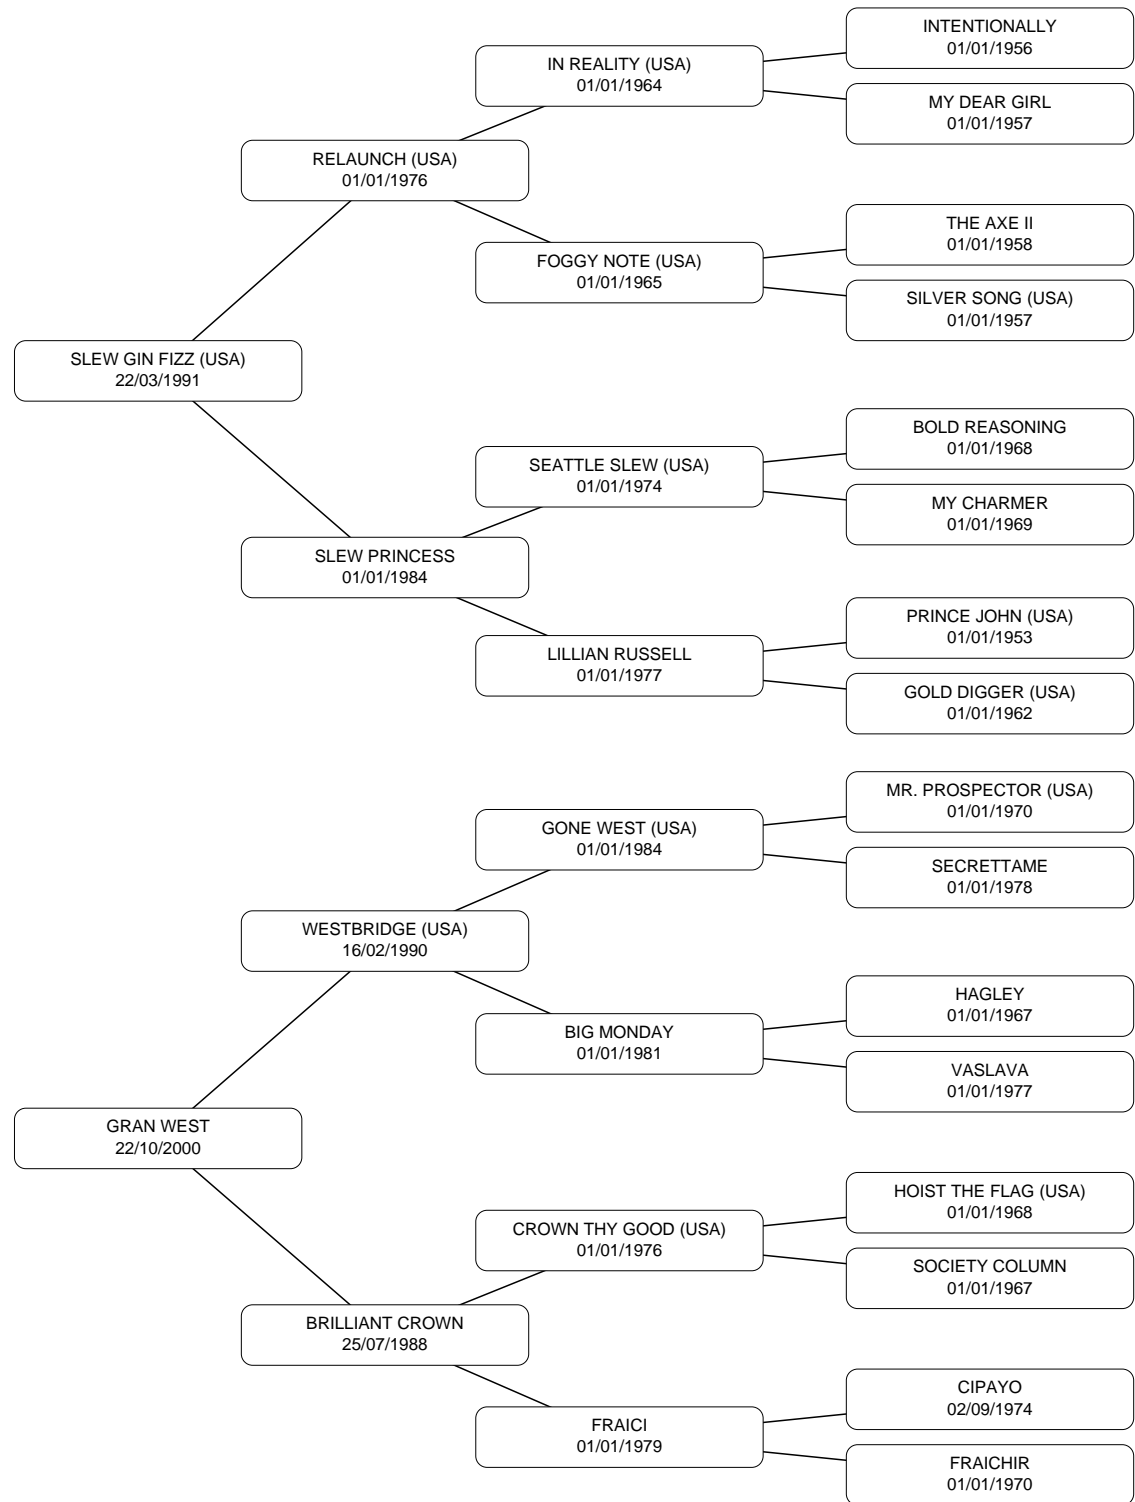 INTENTIONALLY
01/01/1956
IN REALITY (USA)
01/01/1964
MY DEAR GIRL
01/01/1957
RELAUNCH (USA)
01/01/1976
THE AXE II
01/01/1958
FOGGY NOTE (USA)
01/01/1965
SILVER SONG (USA)
01/01/1957
SLEW GIN FIZZ (USA)
22/03/1991
BOLD REASONING
01/01/1968
SEATTLE SLEW (USA)
01/01/1974
MY CHARMER
01/01/1969
SLEW PRINCESS
01/01/1984
PRINCE JOHN (USA)
01/01/1953
LILLIAN RUSSELL
01/01/1977
GOLD DIGGER (USA)
01/01/1962
MR. PROSPECTOR (USA)
01/01/1970
GONE WEST (USA)
01/01/1984
SECRETTAME
01/01/1978
WESTBRIDGE (USA)
16/02/1990
HAGLEY
01/01/1967
BIG MONDAY
01/01/1981
VASLAVA
01/01/1977
GRAN WEST
22/10/2000
HOIST THE FLAG (USA)
01/01/1968
CROWN THY GOOD (USA)
01/01/1976
SOCIETY COLUMN
01/01/1967
BRILLIANT CROWN
25/07/1988
CIPAYO
02/09/1974
FRAICI
01/01/1979
FRAICHIR
01/01/1970